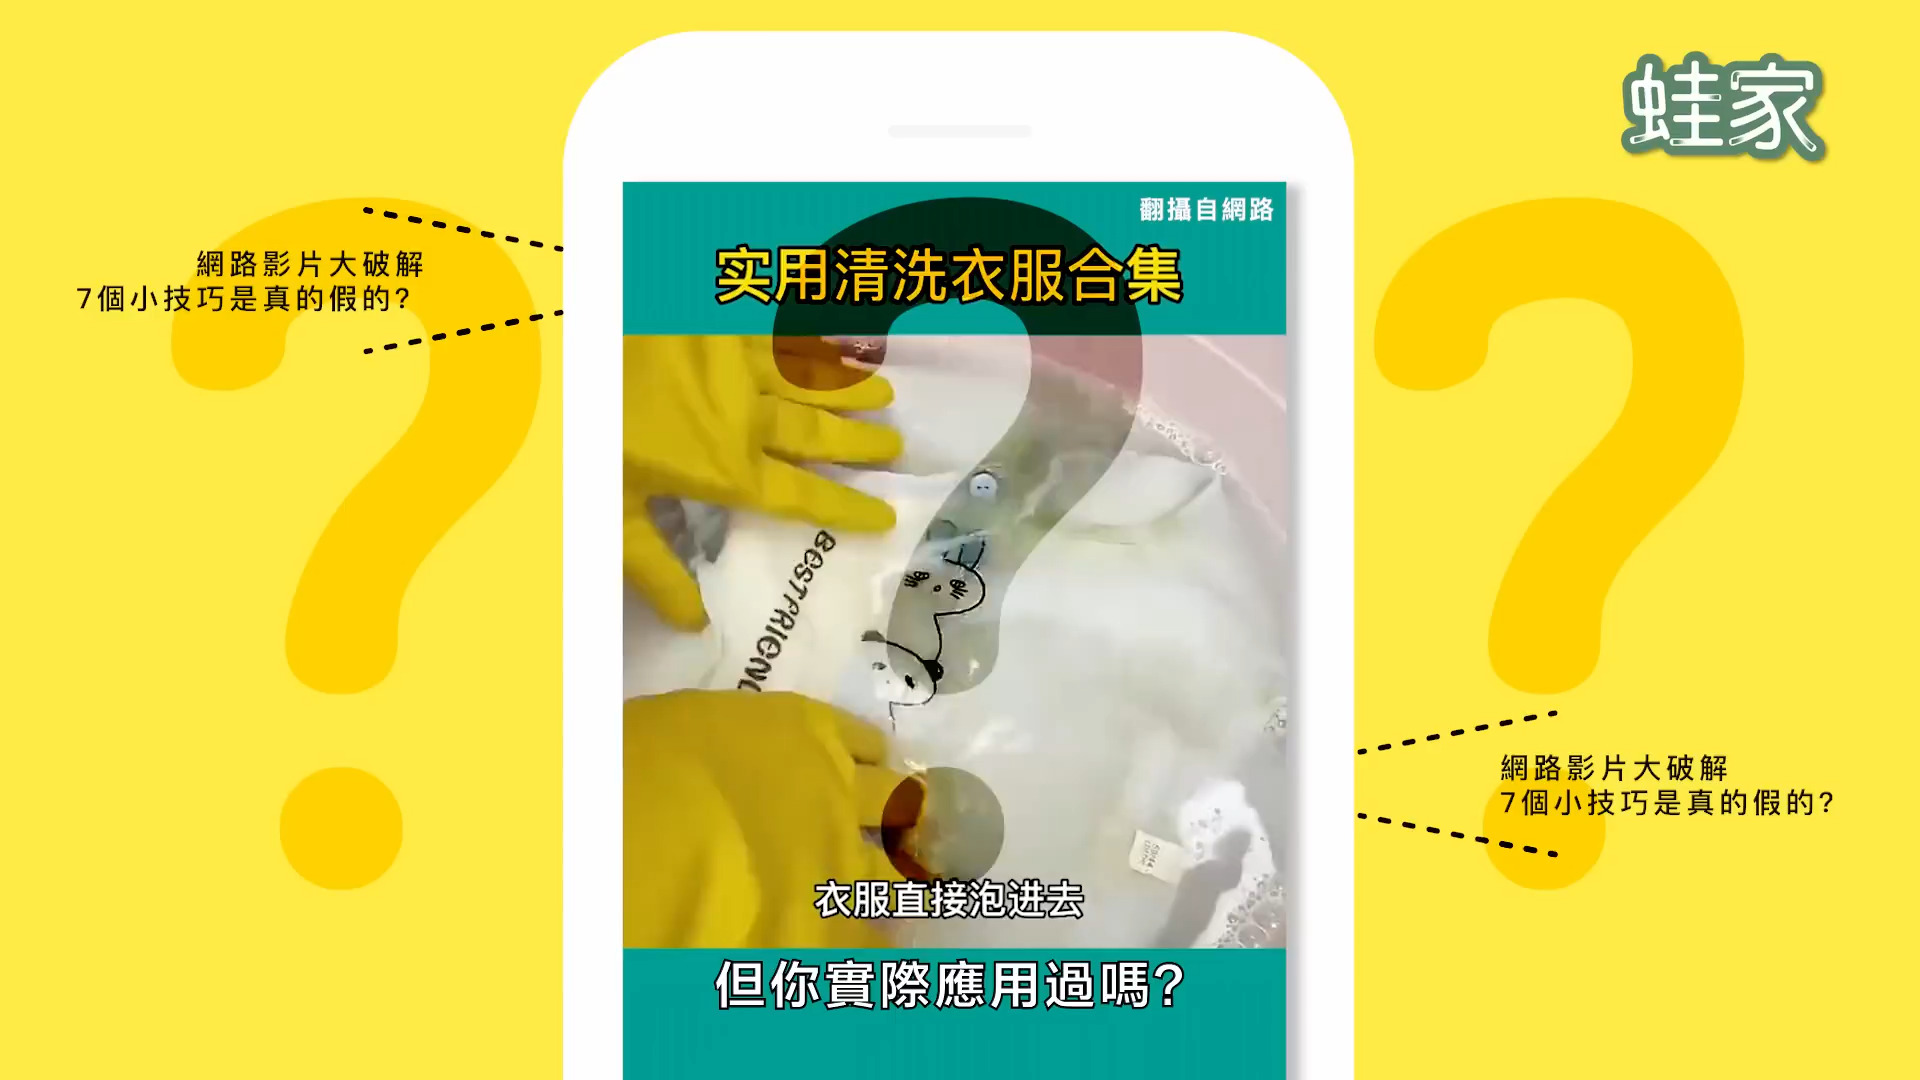 蛙家
翻攝自網路
实用清洗衣服合集
網路影片大破解
7個小技巧是真的假的?
BESTFRIEND
衣服直接泡进去
網路影片大破解
7個小技巧是真的假的?
但你實際應用過嗎?